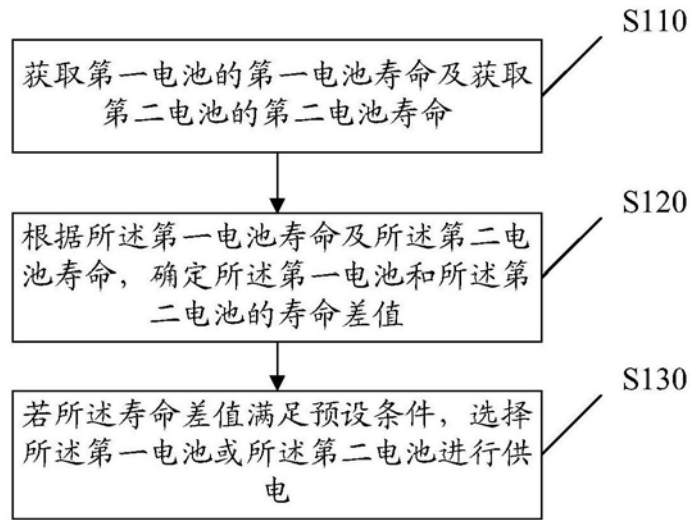 S110
获取第一电池的第一电池寿命及获取
第二电池的第二电池寿命
S120
根据所述第一电池寿命及所述第二电
池寿命，确定所述第一电池和所述第
二电池的寿命差值
S130
若所述寿命差值满足预设条件，选择
所述第一电池或所述第二电池进行供
电